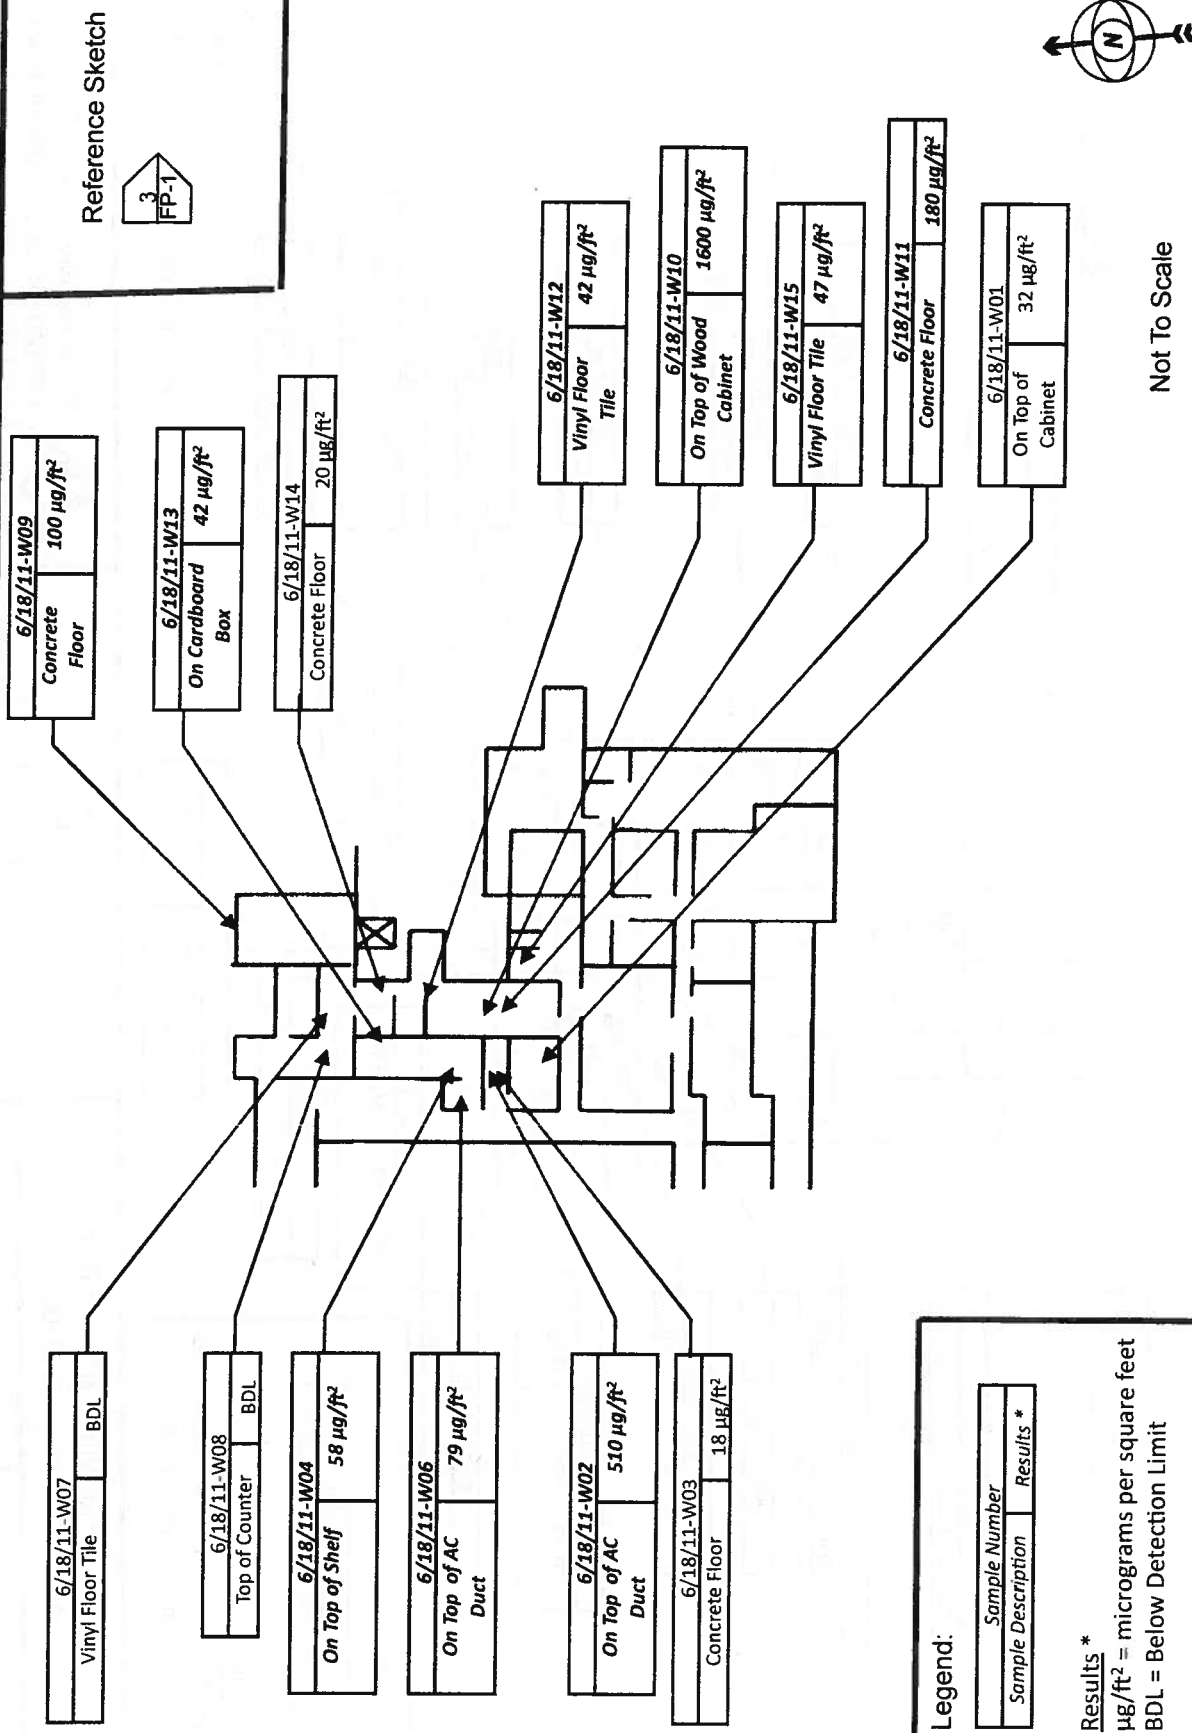 Reference Sketch
3
FP-1
N
6/18/11-W09
Concrete
Floor
100 µg/ft²
6/18/11-W13
On Cardboard
Box
42 µg/ft²
6/18/11-W14
Concrete Floor
20 µg/ft²
6/18/11-W12
Vinyl Floor
Tile
42 µg/ft²
6/18/11-W10
On Top of Wood
Cabinet
1600 µg/ft²
6/18/11-W15
Vinyl Floor Tile
47 µg/ft²
6/18/11-W11
Concrete Floor
180 µg/ft²
6/18/11-W01
On Top of
Cabinet
32 µg/ft²
Not To Scale
6/18/11-W07
Vinyl Floor Tile
BDL
6/18/11-W08
Top of Counter
BDL
6/18/11-W04
On Top of Shelf
58 µg/ft²
6/18/11-W06
On Top of AC
Duct
79 µg/ft²
6/18/11-W02
On Top of AC
Duct
510 µg/ft²
6/18/11-W03
Concrete Floor
18 µg/ft²
Legend:
Sample Number
Sample Description
Results *
Results *
µg/ft² = micrograms per square feet
BDL = Below Detection Limit